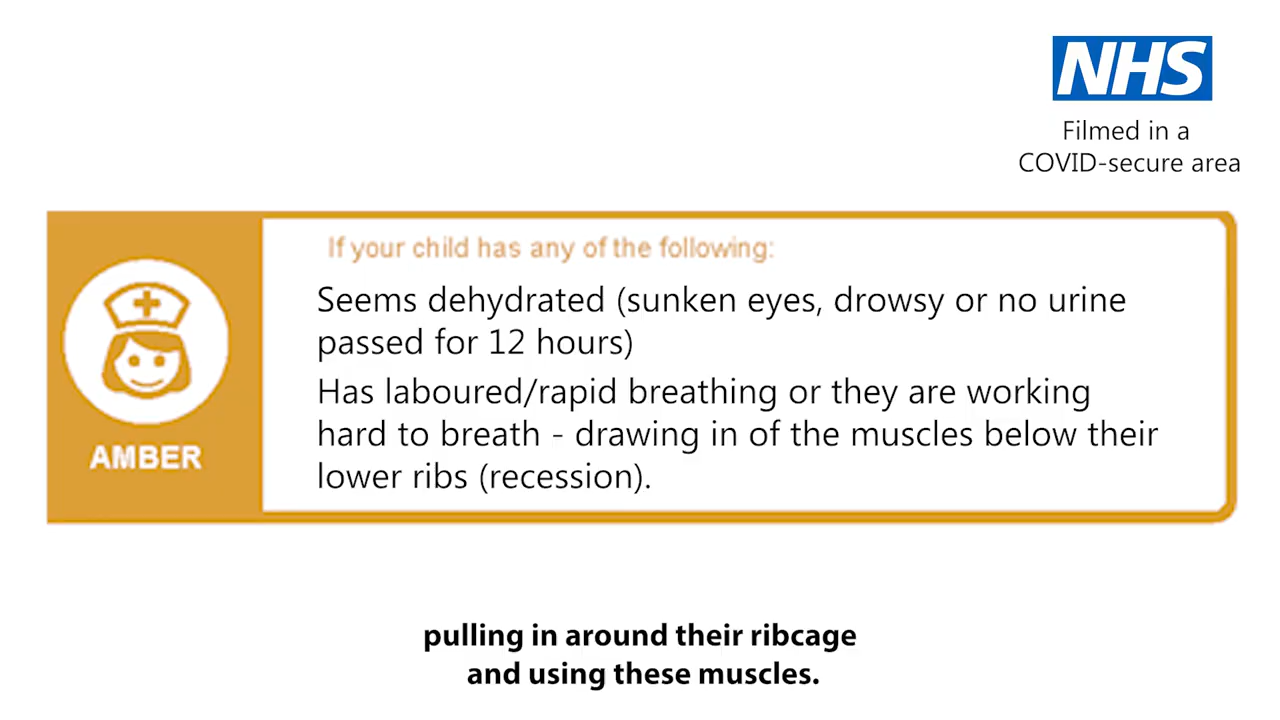 NHS
Filmed in a
COVID-secure area
If your child has any of the following:
Seems dehydrated (sunken eyes, drowsy or no urine
passed for 12 hours)
Has laboured/rapid breathing or they are working
hard to breath - drawing in of the muscles below their
lower ribs (recession).
AMBER
pulling in around their ribcage
and using these muscles.